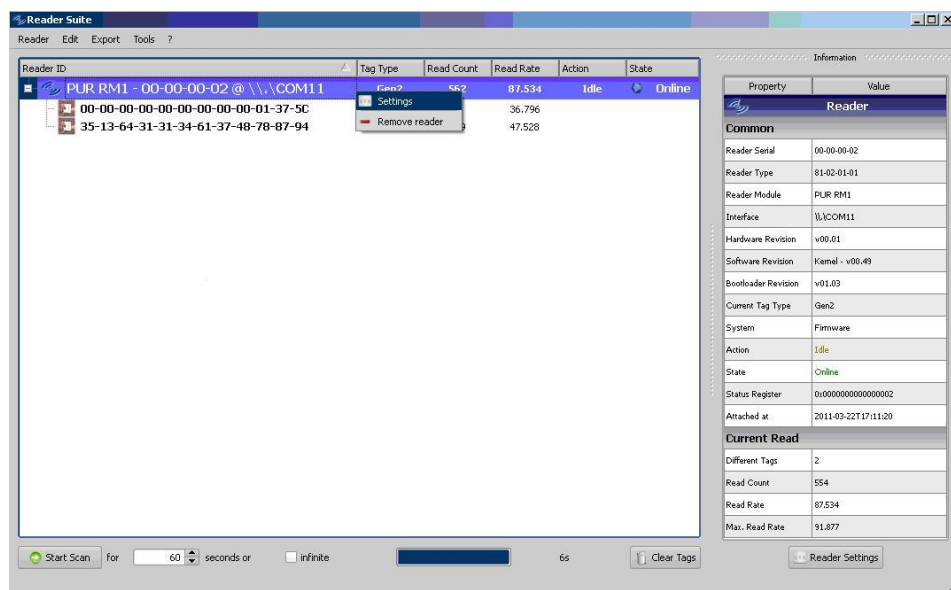 Reader Suite
Reader Edit Export Tools ?
Reader ID Tag Type Read Count Read Rate Action State
PUR RM1 - 00-00-00-02 @ \\.\COM11 Gen2 562 87.534 Idle Online
Settings
Remove reader
00-00-00-00-00-00-00-00-00-01-37-5C 36.796
35-13-64-31-31-34-61-37-48-78-87-94 47.528
Information
Property Value
Reader
Common
Reader Serial 00-00-00-02
Reader Type 81-02-01-01
Reader Module PUR RM1
Interface \\.\COM11
Hardware Revision v00.01
Software Revision Kernel - v00.49
Bootloader Revision v01.03
Current Tag Type Gen2
System Firmware
Action Idle
State Online
Status Register 0x0000000000000002
Attached at 2011-03-22T17:11:20
Current Read
Different Tags 2
Read Count 554
Read Rate 87.534
Max. Read Rate 91.877
Start Scan for 60 seconds or infinite 6s Clear Tags Reader Settings